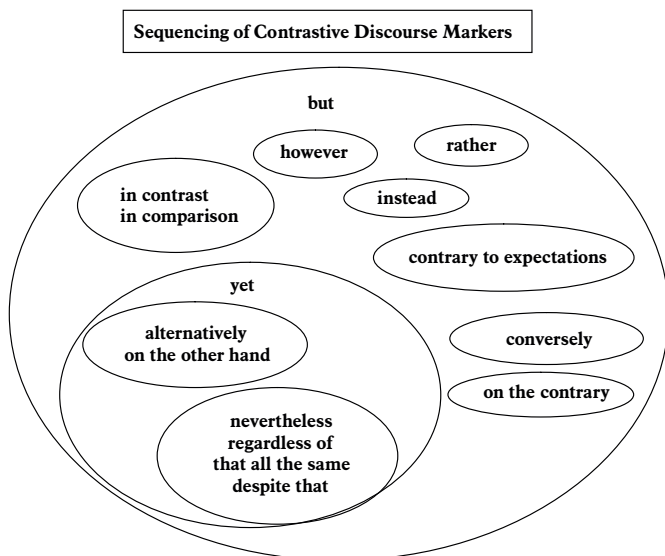 Sequencing of Contrastive Discourse Markers
but
however
rather
in contrast
in comparison
instead
contrary to expectations
yet
alternatively
on the other hand
conversely
on the contrary
nevertheless
regardless of
that all the same
despite that